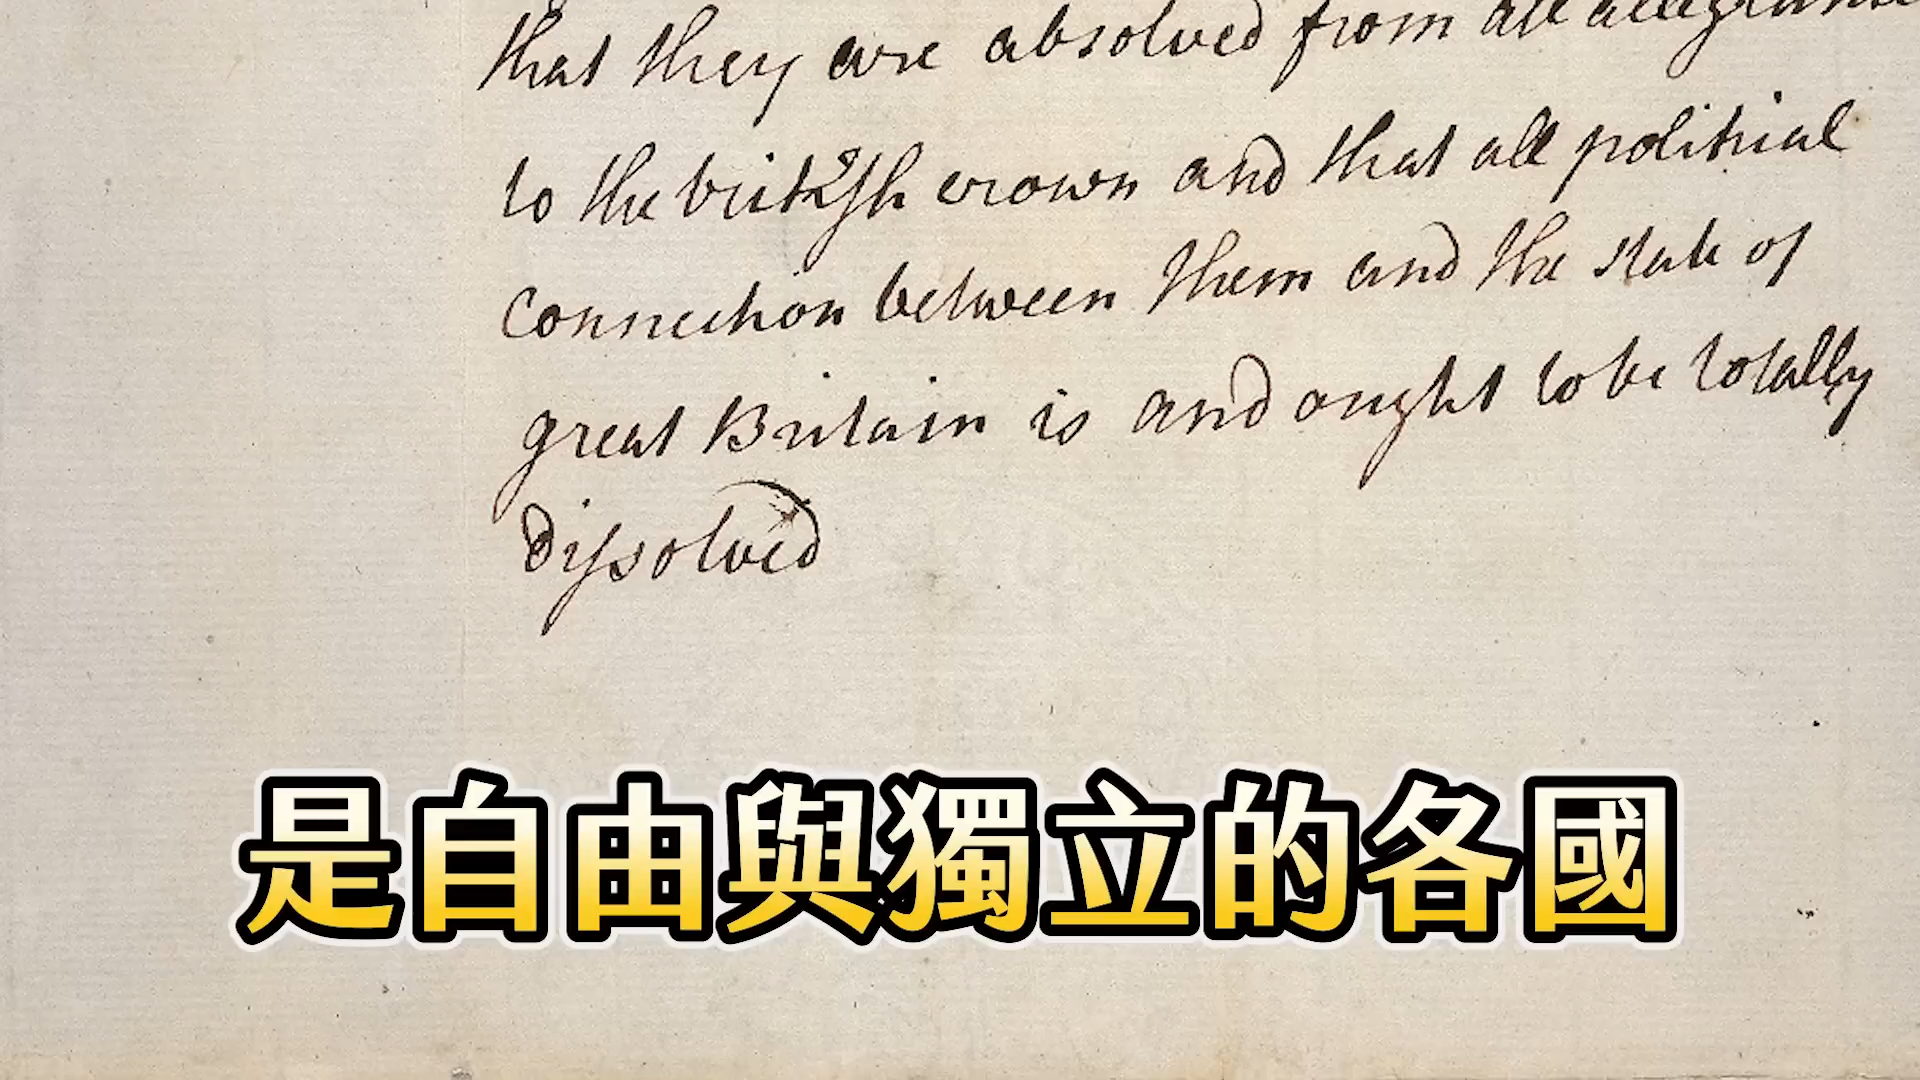 that they are absolved from all allegiance
to the british crown and that all political
connection between them and the state of
great Britain is and ought to be totally
dissolved
是自由與獨立的各國